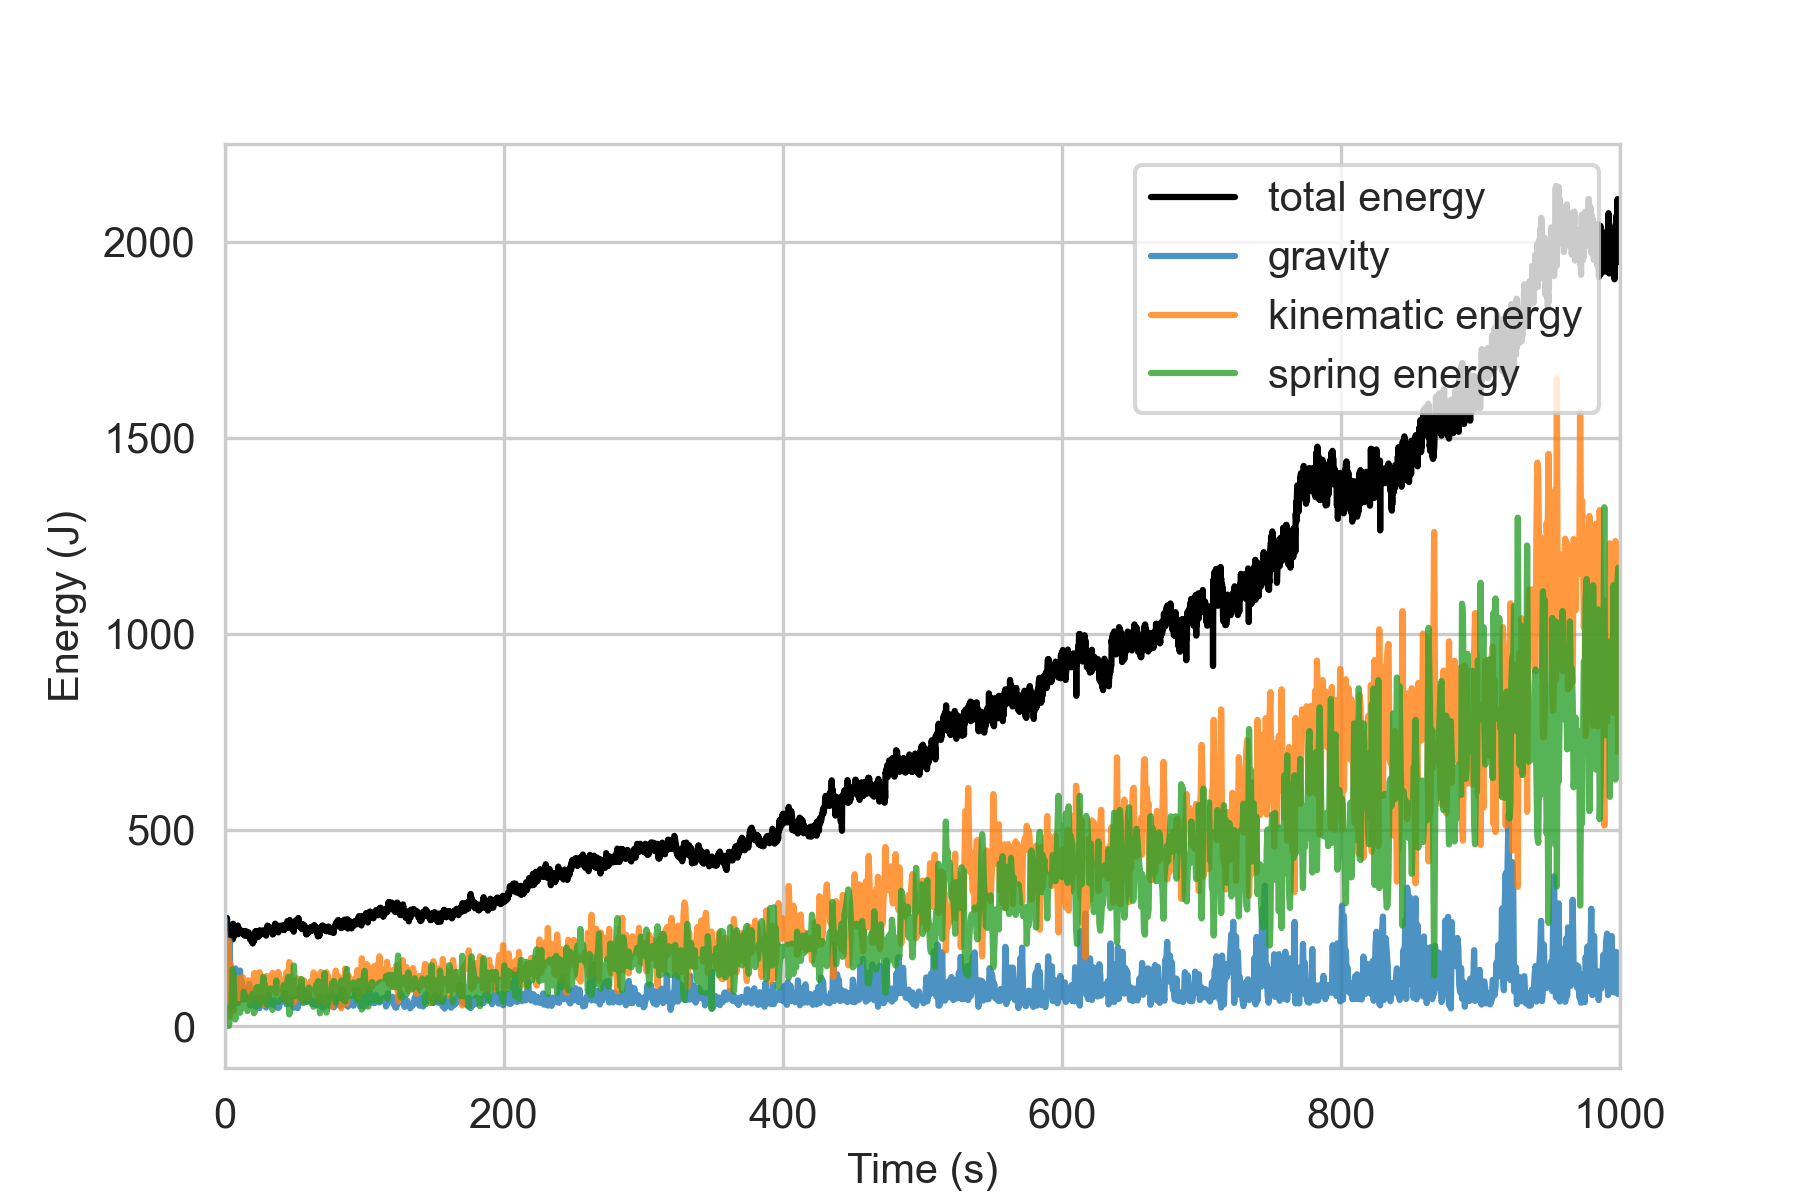 total energy
gravity
kinematic energy
spring energy
2000
1500
1000
500
0
Energy (J)
0 200 400 600 800 1000
Time (s)